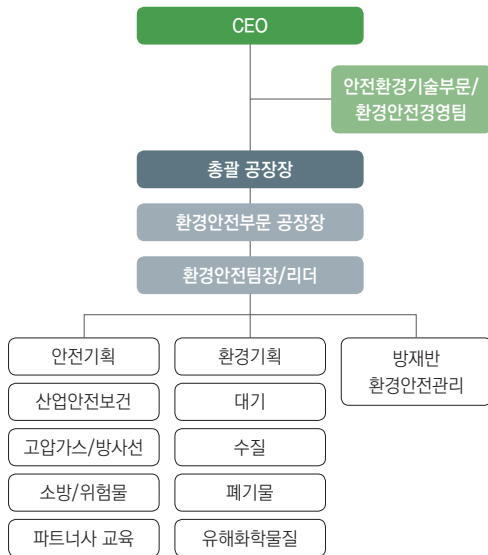 CEO
안전환경기술부문/
환경안전경영팀
총괄 공장장
환경안전부문 공장장
환경안전팀장/리더
안전기획
산업안전보건
고압가스/방사선
소방/위험물
파트너사 교육
환경기획
대기
수질
폐기물
유해화학물질
방재반
환경안전관리